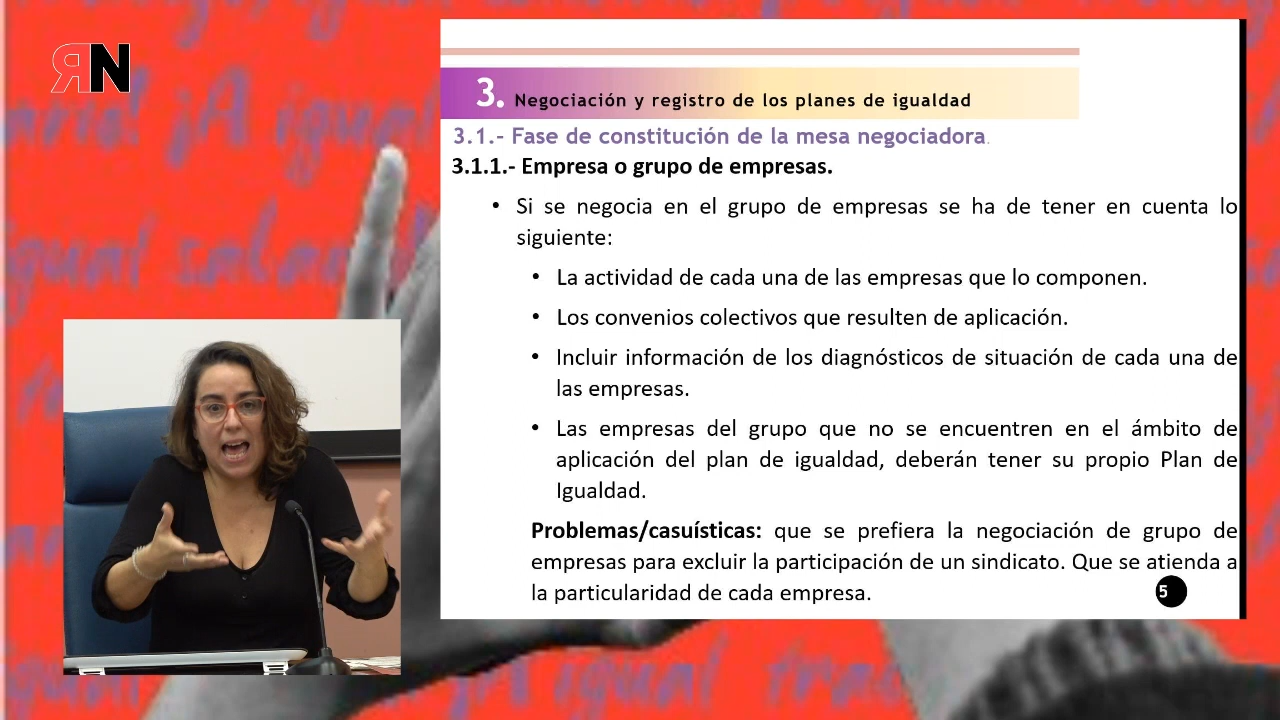 ЯN
3. Negociación y registro de los planes de igualdad
3.1.- Fase de constitución de la mesa negociadora.
3.1.1.- Empresa o grupo de empresas.
• Si se negocia en el grupo de empresas se ha de tener en cuenta lo
siguiente:
• La actividad de cada una de las empresas que lo componen.
• Los convenios colectivos que resulten de aplicación.
• Incluir información de los diagnósticos de situación de cada una de
las empresas.
• Las empresas del grupo que no se encuentren en el ámbito de
aplicación del plan de igualdad, deberán tener su propio Plan de
Igualdad.
Problemas/casuísticas: que se prefiera la negociación de grupo de
empresas para excluir la participación de un sindicato. Que se atienda a
la particularidad de cada empresa.
5
¡A igual
igual
¡A igual